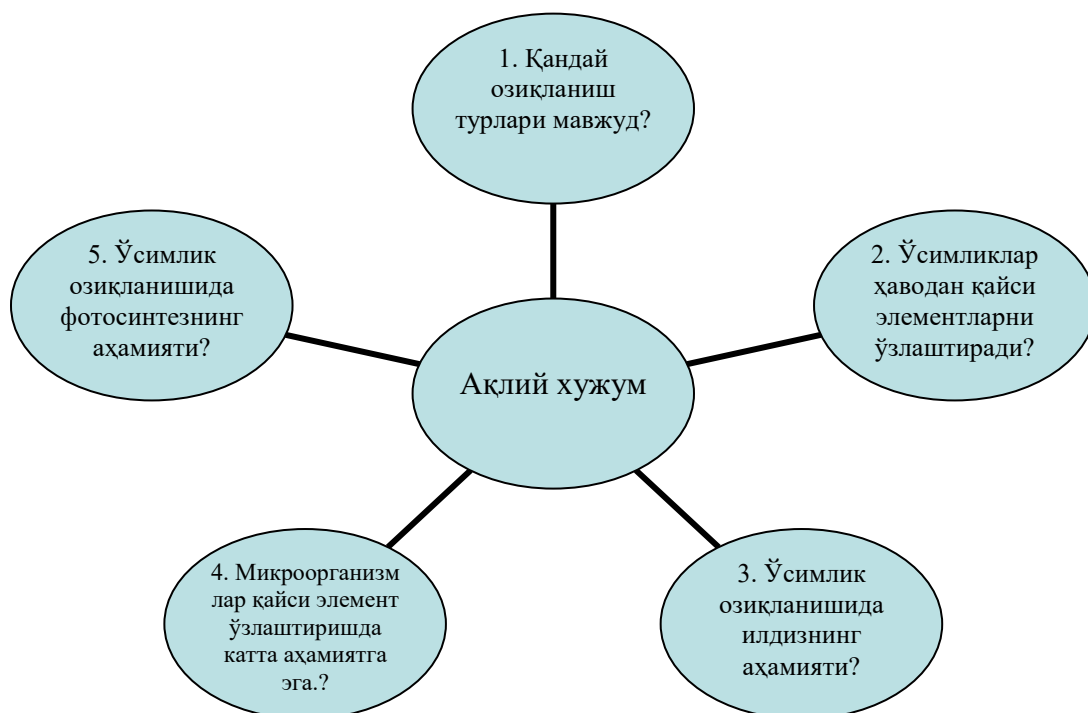 1. Қандай
озиқланиш
турлари мавжуд?
5. Ўсимлик
озиқланишида
фотосинтезнинг
аҳамияти?
2. Ўсимликлар
ҳаводан қайси
элементларни
ўзлаштиради?
Ақлий хужум
4. Микроорганизм
лар қайси элемент
ўзлаштиришда
катта аҳамиятга
эга.?
3. Ўсимлик
озиқланишида
илдизнинг
аҳамияти?